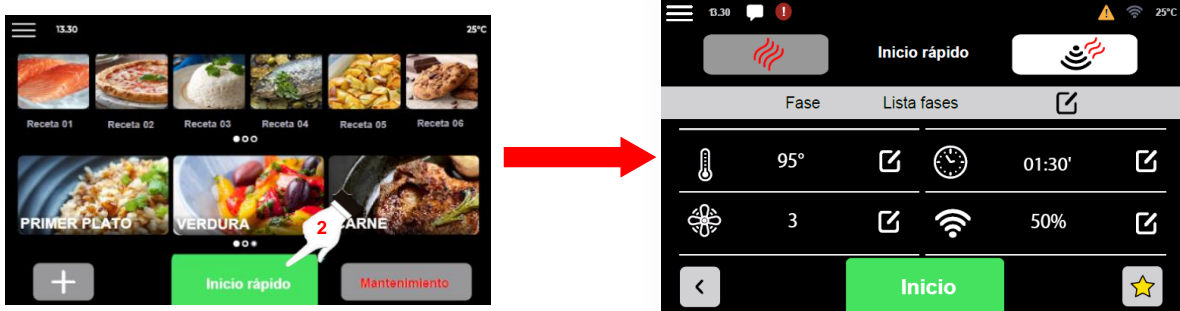 13.30
25°C
Receta 01 Receta 02 Receta 03 Receta 04 Receta 05 Receta 06
PRIMER PLATO VERDURA CARNE
2
Inicio rápido Mantenimiento
13.30
25°C
Inicio rápido
Fase Lista fases
95° 01:30'
3 50%
Inicio